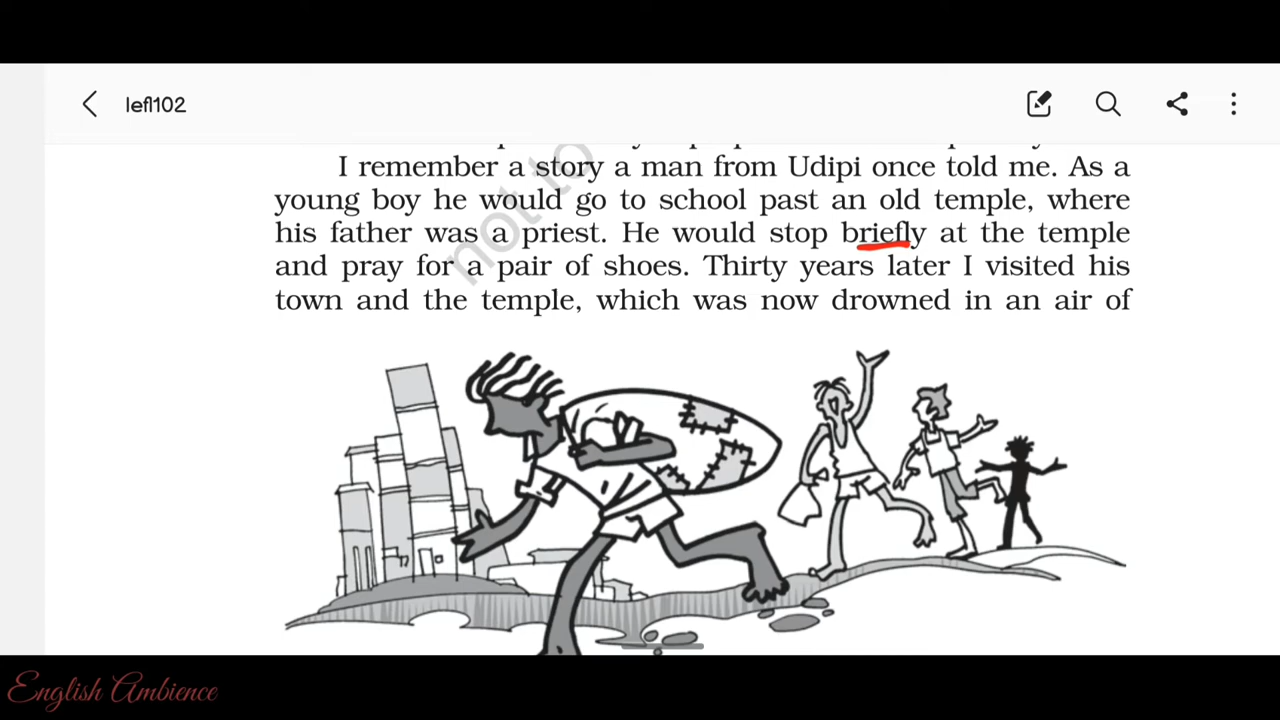 lefl102
I remember a story a man from Udipi once told me. As a
young boy he would go to school past an old temple, where
his father was a priest. He would stop briefly at the temple
and pray for a pair of shoes. Thirty years later I visited his
town and the temple, which was now drowned in an air of
not to
English Ambience